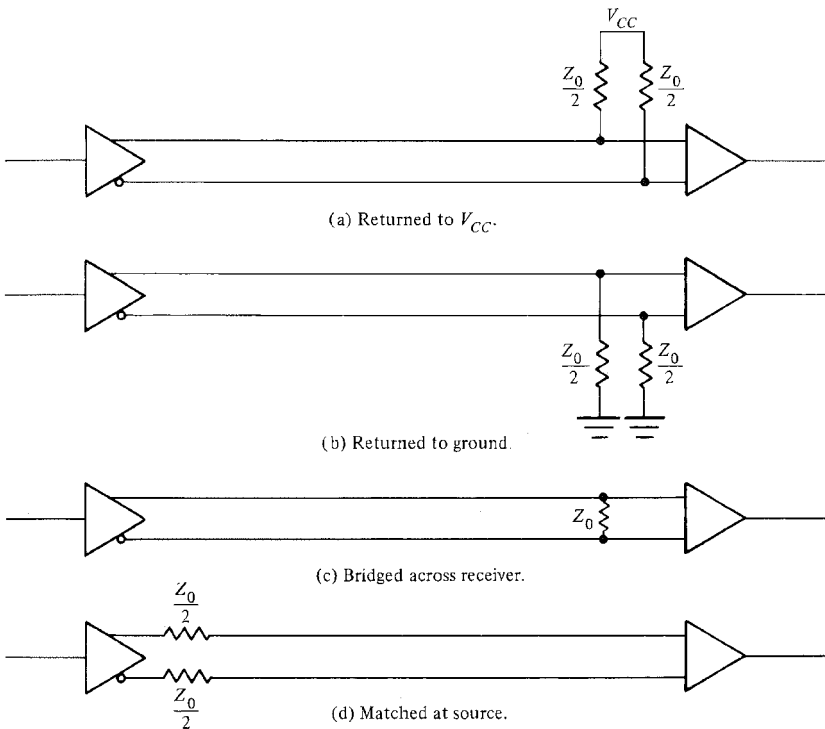 V_CC
Z_0/2 Z_0/2
(a) Returned to V_CC.
Z_0/2 Z_0/2
(b) Returned to ground.
Z_0
(c) Bridged across receiver.
Z_0/2
Z_0/2
(d) Matched at source.